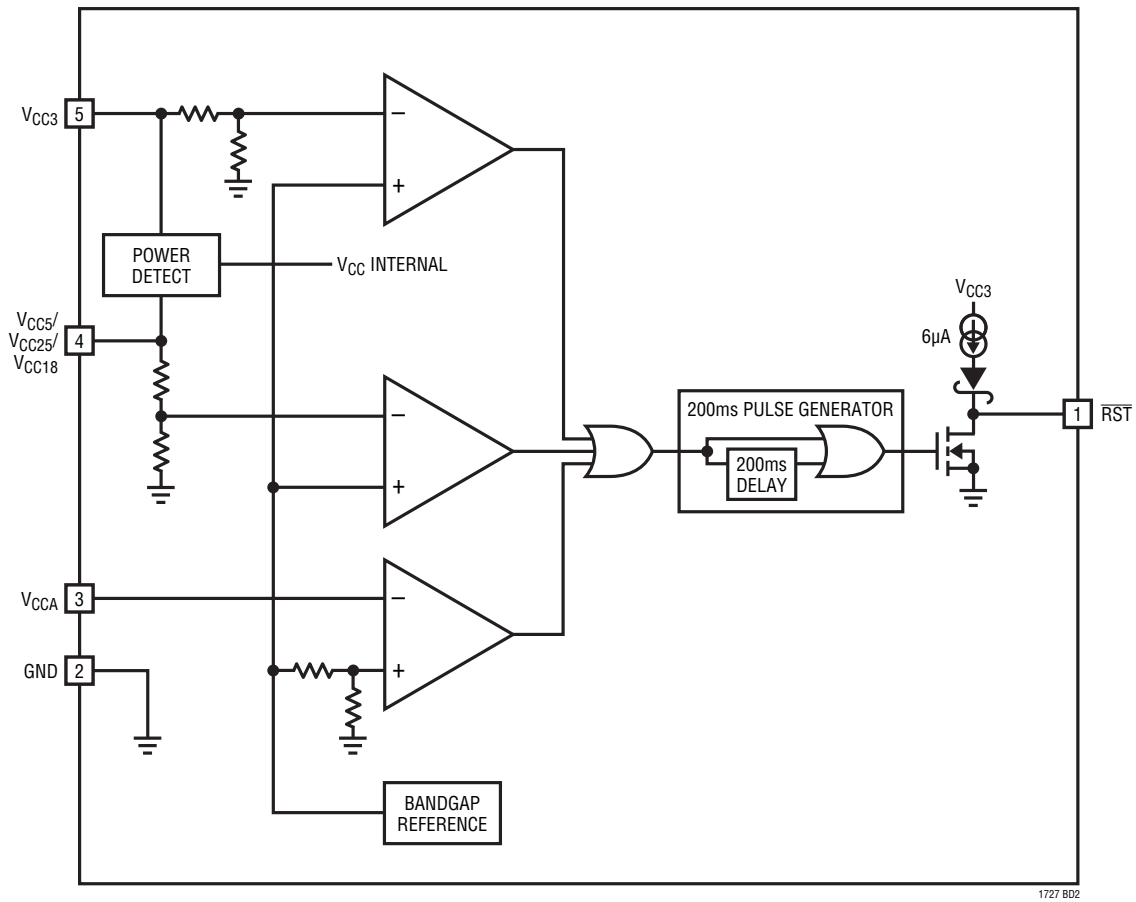 VCC3
5
−
+
POWER
DETECT
VCC INTERNAL
VCC5/
VCC25/
VCC18
4
−
+
VCC3
6µA
200ms PULSE GENERATOR
200ms
DELAY
1
RST
VCCA
3
−
+
GND
2
BANDGAP
REFERENCE
1727 BD2